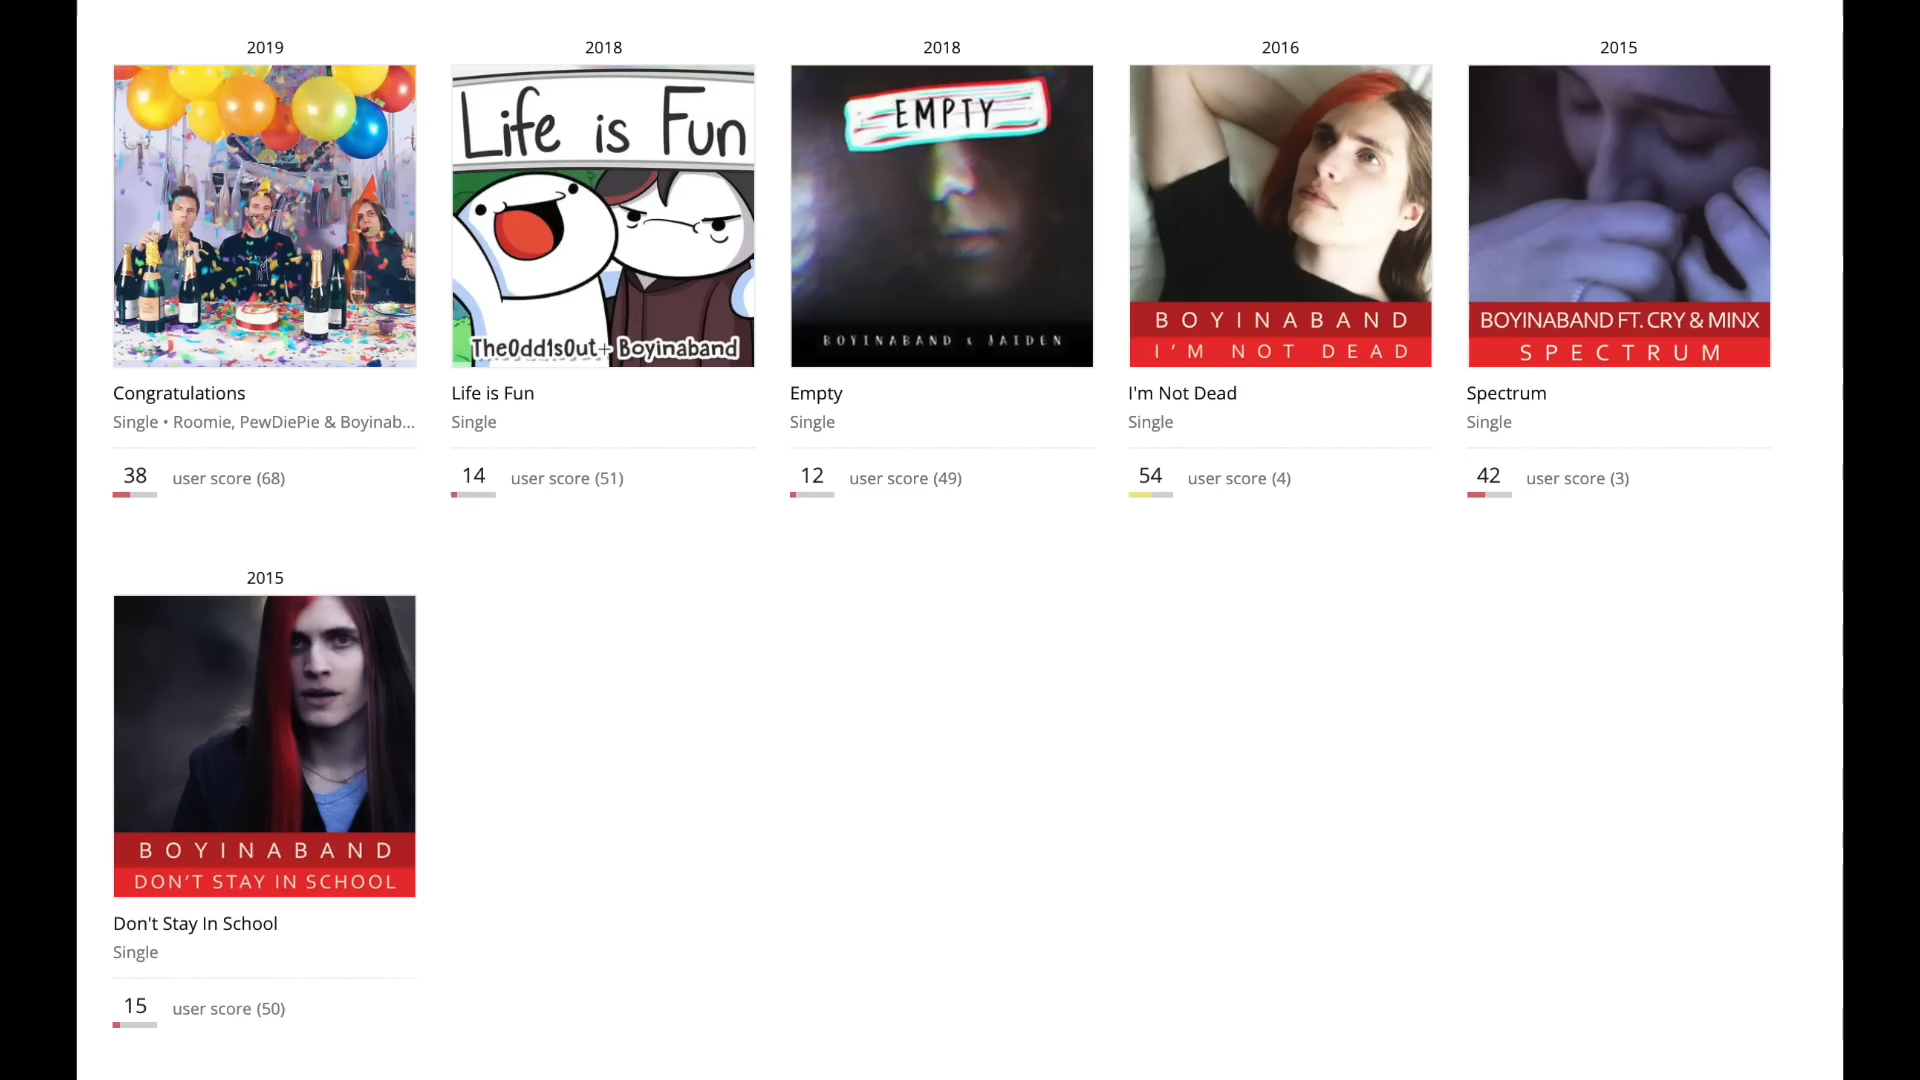 2019
2018
2018
2016
2015
Life is Fun
TheOdd1sOut+ Boyinaband
EMPTY
BOYINABAND x JAIDEN
BOYINABAND
I'M NOT DEAD
BOYINABAND FT. CRY & MINX
SPECTRUM
Congratulations
Single • Roomie, PewDiePie & Boyinab...
Life is Fun
Single
Empty
Single
I'm Not Dead
Single
Spectrum
Single
38 user score (68)
14 user score (51)
12 user score (49)
54 user score (4)
42 user score (3)
2015
BOYINABAND
DON'T STAY IN SCHOOL
Don't Stay In School
Single
15 user score (50)